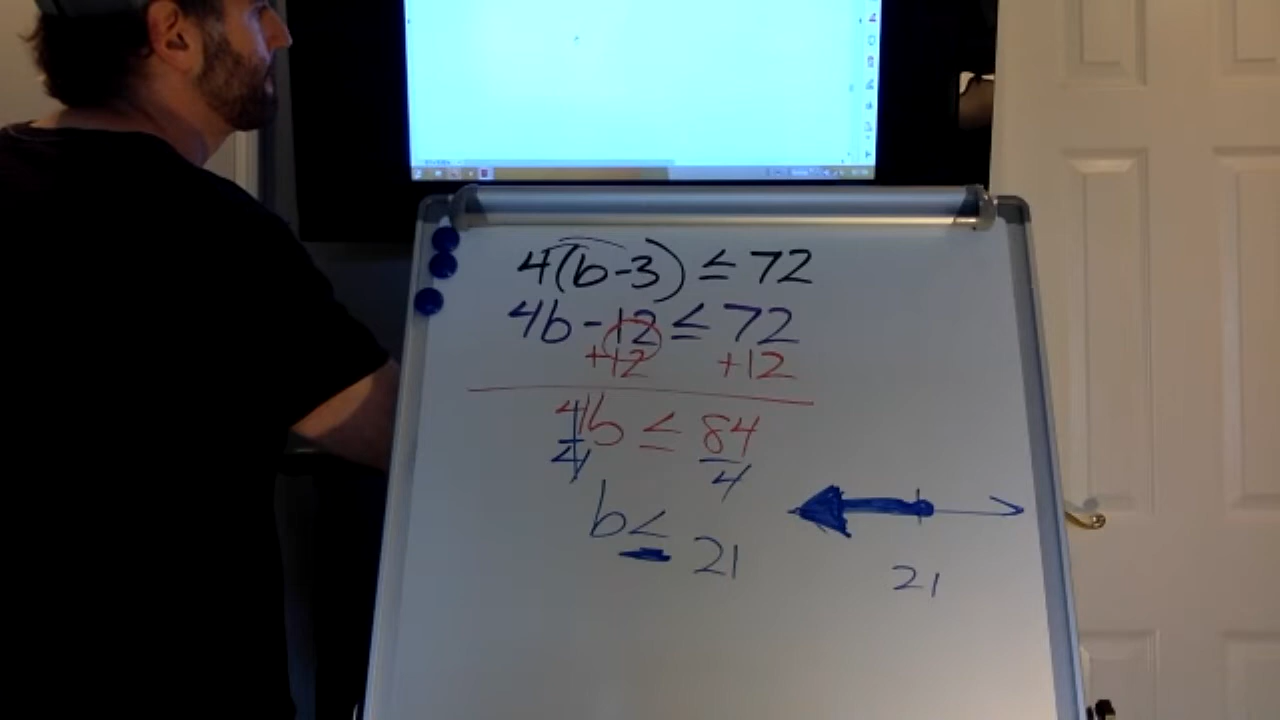 4(b-3) ≤ 72
4b - 12 ≤ 72
+12 +12
4b ≤ 84
4 4
b ≤ 21
21